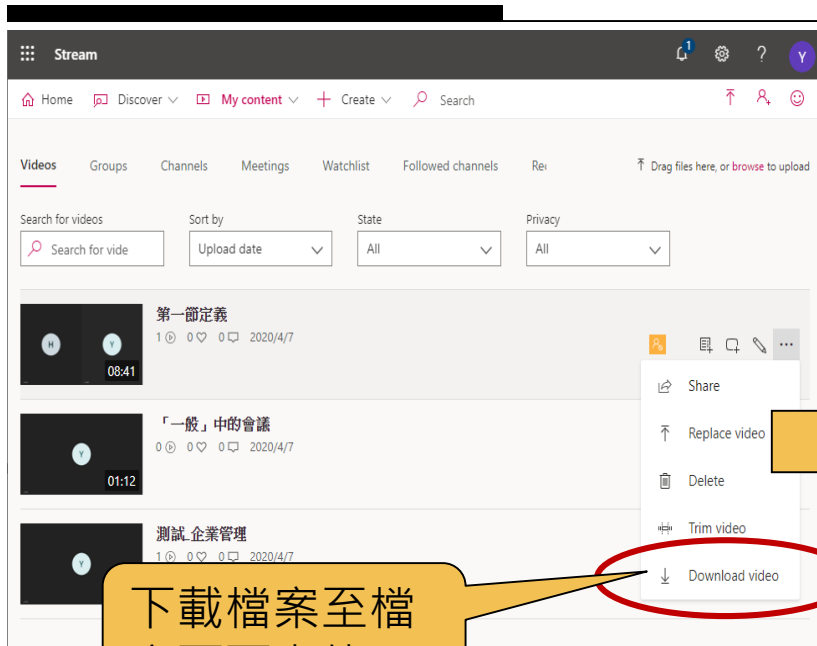 Stream
1
?
Y
Home Discover My content Create Search
Videos Groups Channels Meetings Watchlist Followed channels
Drag files here, or browse to upload
Search for videos Sort by State Privacy
Search for vide Upload date All All
第一節定義
1 0 0 2020/4/7
H Y
08:41
「一般」中的會議
0 0 0 2020/4/7
Y
01:12
測試_企業管理
1 0 0 2020/4/7
Y
Share
Replace video
Delete
Trim video
Download video
下載檔案至檔